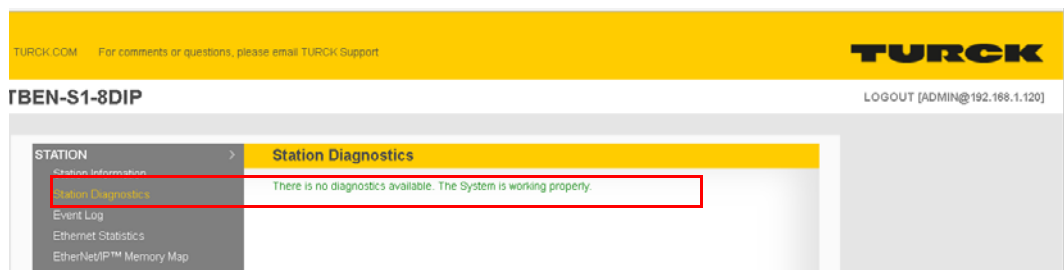 TURCK.COM For comments or questions, please email TURCK Support
TURCK
TBEN-S1-8DIP
LOGOUT [ADMIN@192.168.1.120]
STATION >
Station Information
Station Diagnostics
Event Log
Ethernet Statistics
EtherNet/IP™ Memory Map
Station Diagnostics
There is no diagnostics available. The System is working properly.